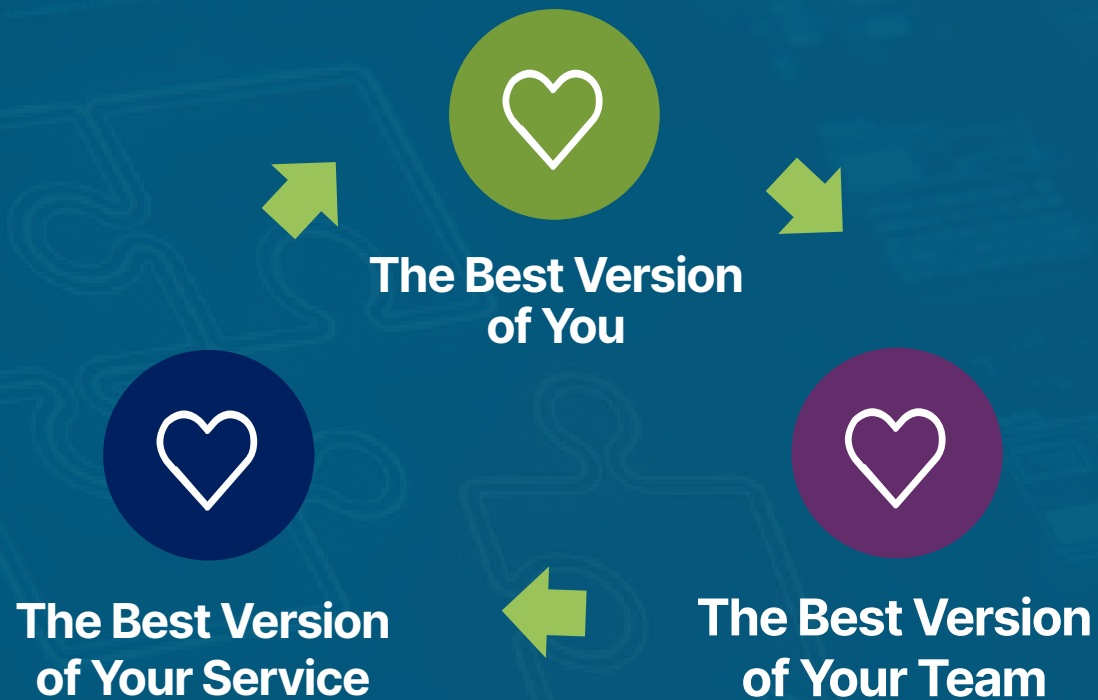 The Best Version
of You
The Best Version
of Your Service
The Best Version
of Your Team